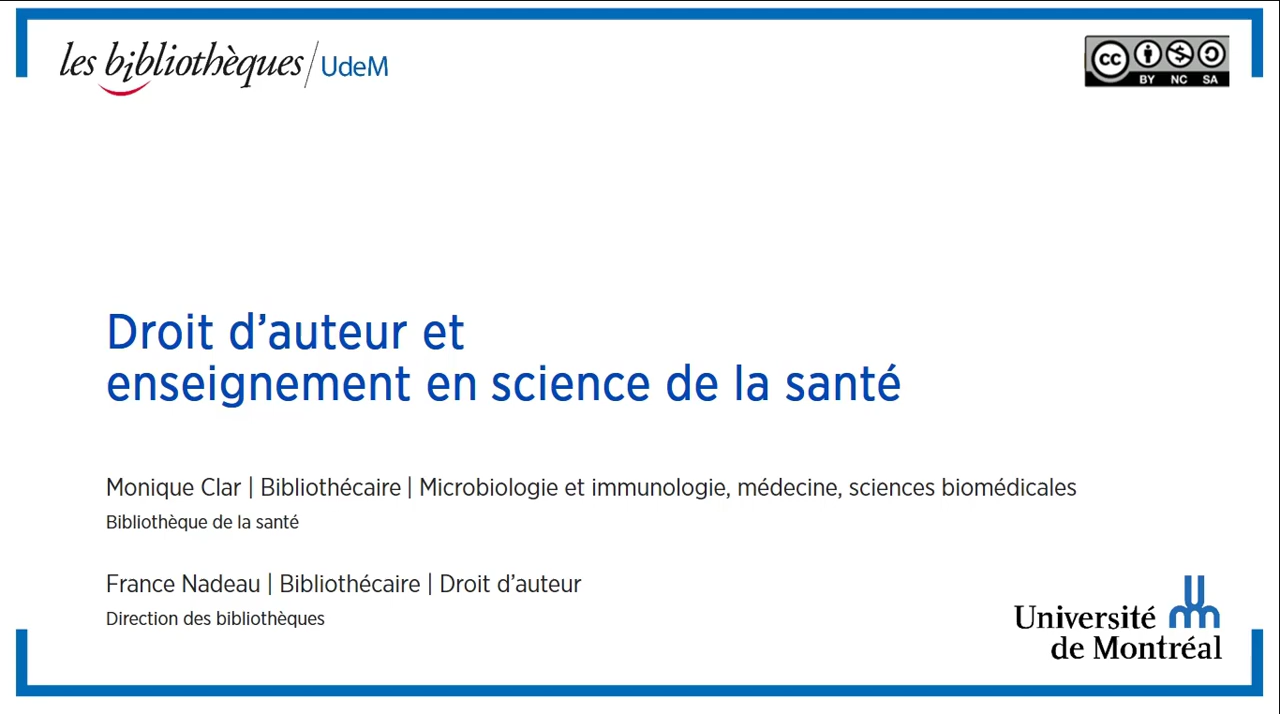 les bibliothèques/UdeM
cc BY NC SA
Droit d'auteur et
enseignement en science de la santé
Monique Clar | Bibliothécaire | Microbiologie et immunologie, médecine, sciences biomédicales
Bibliothèque de la santé
France Nadeau | Bibliothécaire | Droit d'auteur
Direction des bibliothèques
Université
de Montréal